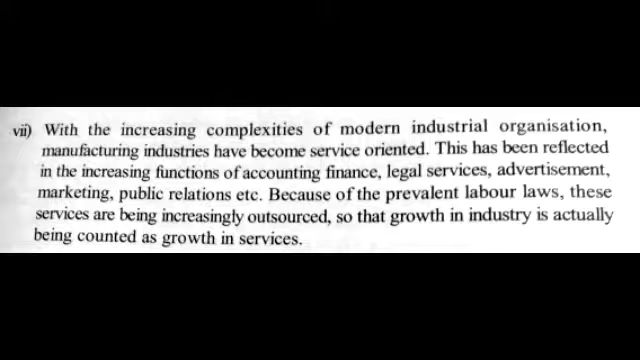 vii) With the increasing complexities of modern industrial organisation,
manufacturing industries have become service oriented. This has been reflected
in the increasing functions of accounting finance, legal services, advertisement,
marketing, public relations etc. Because of the prevalent labour laws, these
services are being increasingly outsourced, so that growth in industry is actually
being counted as growth in services.